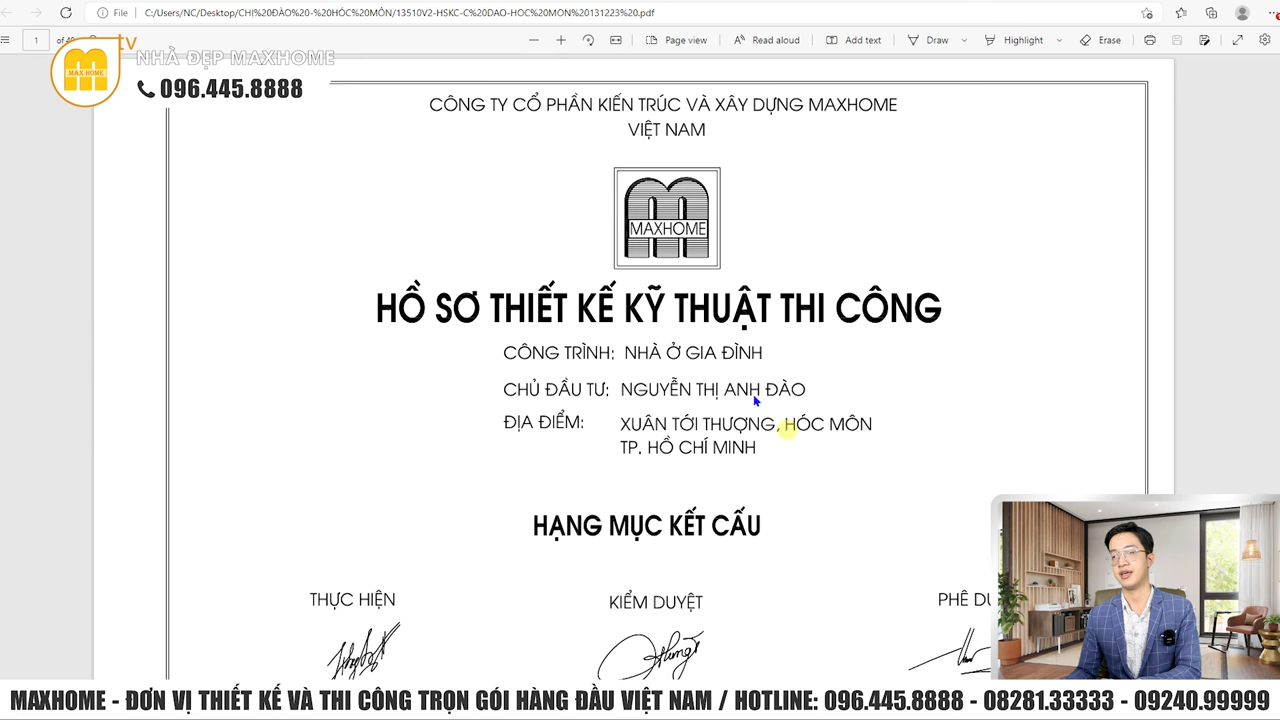 File
C:/Users/NC/Desktop/CHỊ%20ĐÀO%20-%20HÓC%20MÔN/13510V2-HSKC-C%20DAO-HOC%20MON%20131223%20.pdf
1
Page view
Read aloud
Add text
Draw
Highlight
Erase
tv
MAX HOME
NHÀ ĐẸP MAXHOME
096.445.8888
CÔNG TY CỔ PHẦN KIẾN TRÚC VÀ XÂY DỰNG MAXHOME
VIỆT NAM
MAXHOME
HỒ SƠ THIẾT KẾ KỸ THUẬT THI CÔNG
CÔNG TRÌNH: NHÀ Ở GIA ĐÌNH
CHỦ ĐẦU TƯ: NGUYỄN THỊ ANH ĐÀO
ĐỊA ĐIỂM: XUÂN TỚI THƯỢNG, HÓC MÔN
TP. HỒ CHÍ MINH
HẠNG MỤC KẾT CẤU
THỰC HIỆN
KIỂM DUYỆT
PHÊ DU
MAXHOME - ĐƠN VỊ THIẾT KẾ VÀ THI CÔNG TRỌN GÓI HÀNG ĐẦU VIỆT NAM / HOTLINE: 096.445.8888 - 08281.33333 - 09240.99999